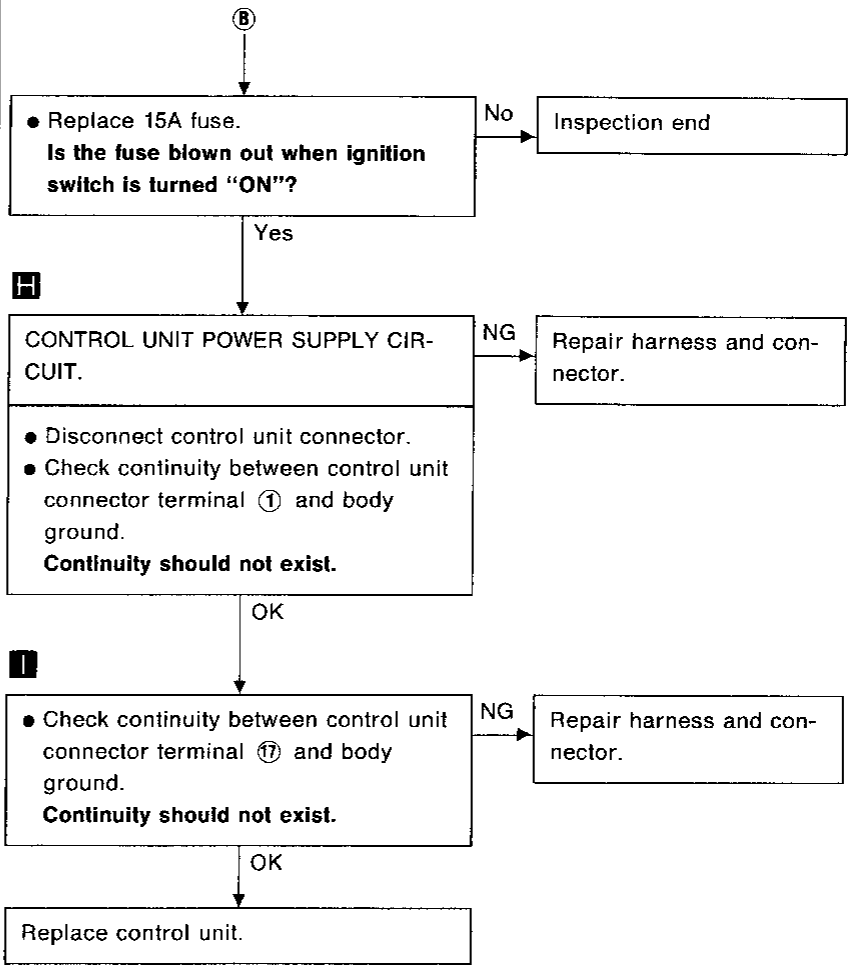 B
● Replace 15A fuse.
Is the fuse blown out when ignition
switch is turned "ON"?
No
Inspection end
Yes
H
CONTROL UNIT POWER SUPPLY CIR-
CUIT.
NG
Repair harness and con-
nector.
● Disconnect control unit connector.
● Check continuity between control unit
connector terminal ① and body
ground.
Continuity should not exist.
OK
I
● Check continuity between control unit
connector terminal ⑰ and body
ground.
Continuity should not exist.
NG
Repair harness and con-
nector.
OK
Replace control unit.